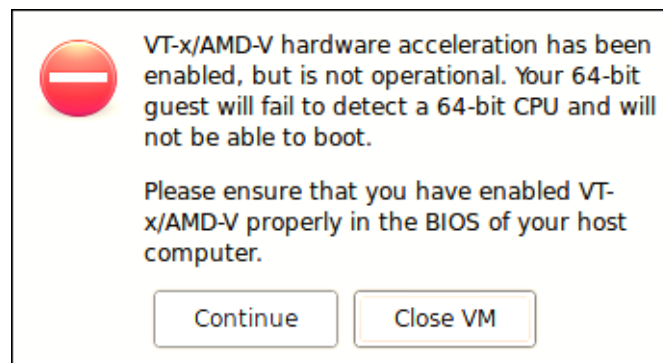 VT-x/AMD-V hardware acceleration has been
enabled, but is not operational. Your 64-bit
guest will fail to detect a 64-bit CPU and will
not be able to boot.
Please ensure that you have enabled VT-
x/AMD-V properly in the BIOS of your host
computer.
Continue
Close VM